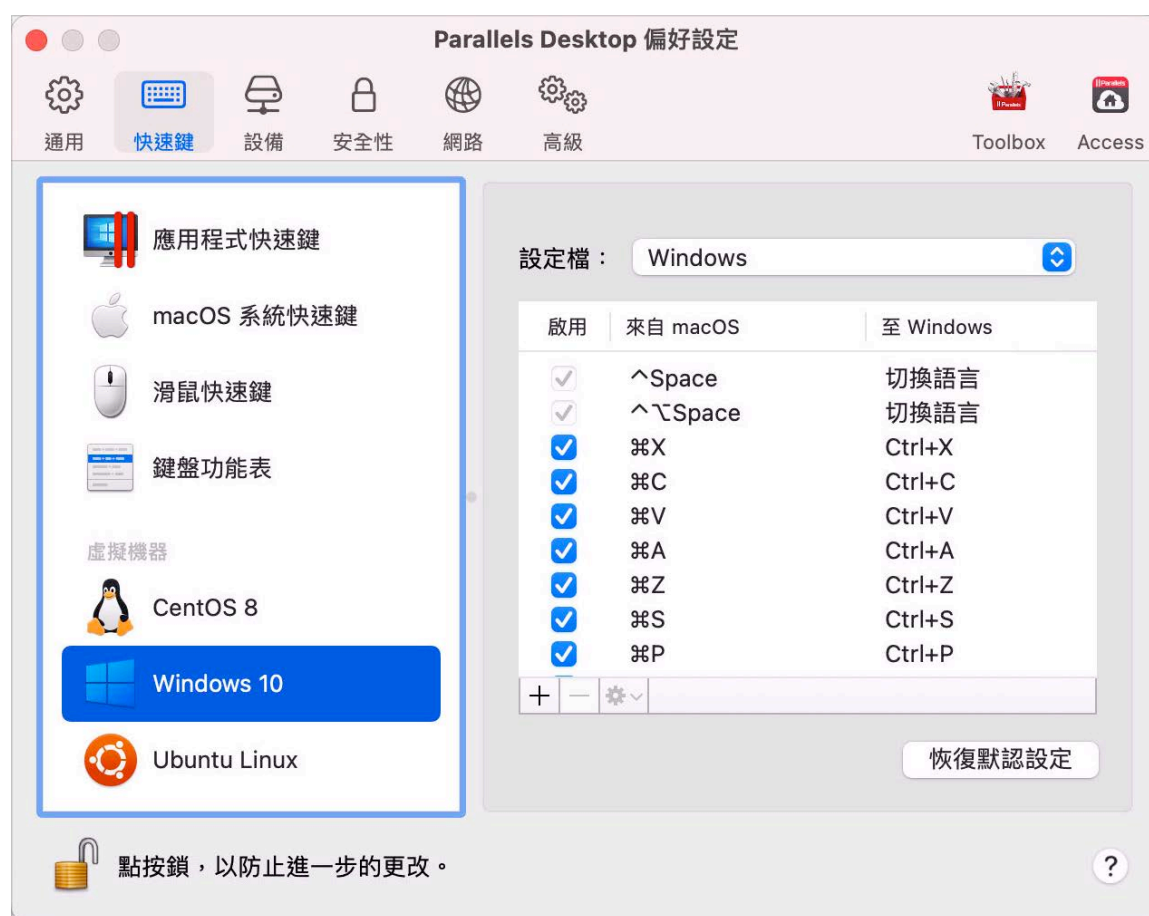 Parallels Desktop 偏好設定
通用 快速鍵 設備 安全性 網路 高級 Toolbox Access
應用程式快速鍵
macOS 系統快速鍵
滑鼠快速鍵
鍵盤功能表
虛擬機器
CentOS 8
Windows 10
Ubuntu Linux
設定檔： Windows
啟用 來自 macOS 至 Windows
^Space 切換語言
^⌥Space 切換語言
⌘X Ctrl+X
⌘C Ctrl+C
⌘V Ctrl+V
⌘A Ctrl+A
⌘Z Ctrl+Z
⌘S Ctrl+S
⌘P Ctrl+P
恢復默認設定
點按鎖，以防止進一步的更改。
?